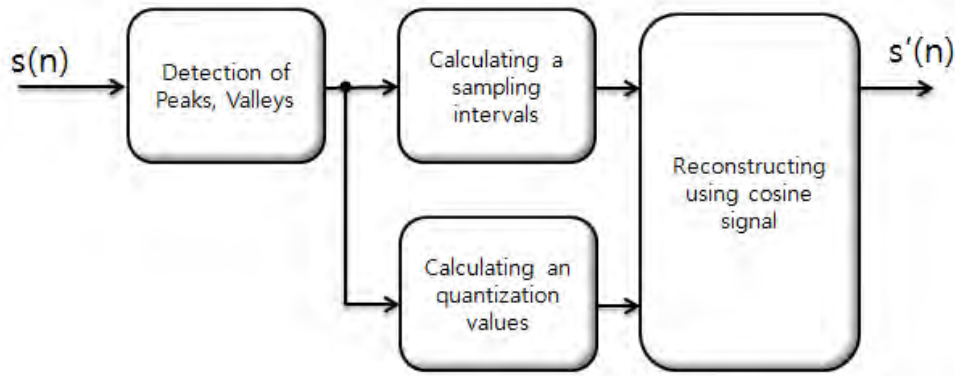 s(n)
Detection of
Peaks, Valleys
Calculating a
sampling
intervals
Calculating an
quantization
values
Reconstructing
using cosine
signal
s′(n)